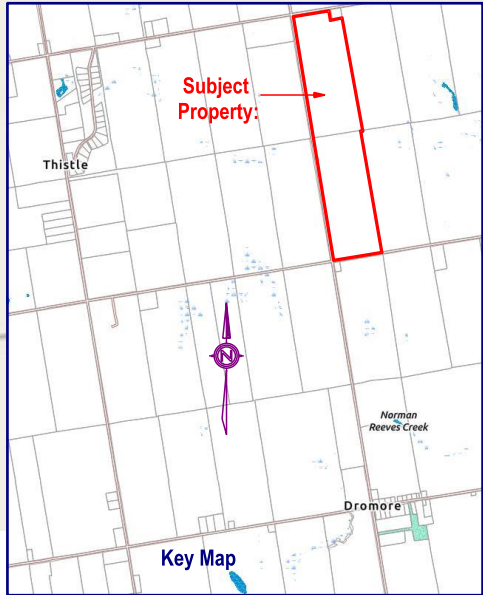 Subject
Property:
Thistle
N
Norman
Reeves Creek
Dromore
Key Map